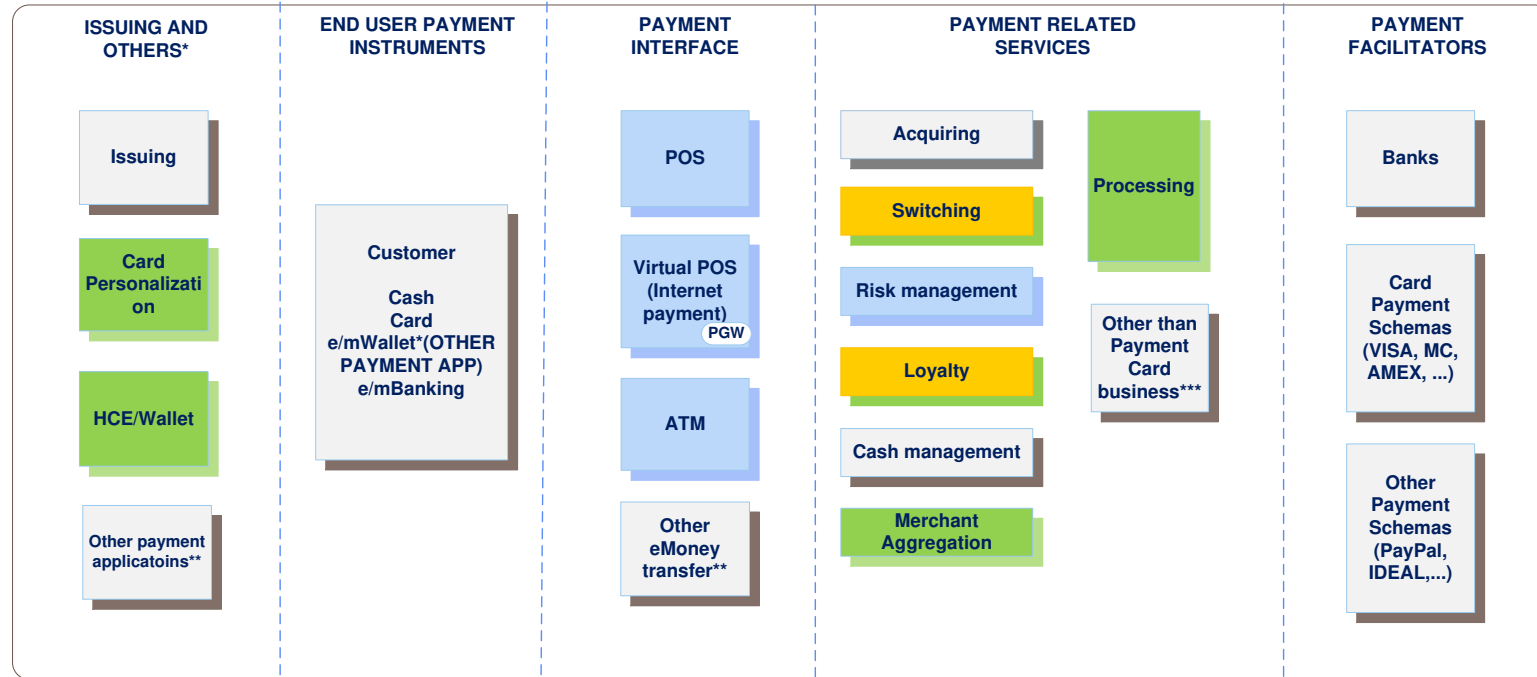 ISSUING AND
OTHERS*
END USER PAYMENT
INSTRUMENTS
PAYMENT
INTERFACE
PAYMENT RELATED
SERVICES
PAYMENT
FACILITATORS
Issuing
Card
Personalizati
on
HCE/Wallet
Other payment
applicatoins**
Customer
Cash
Card
e/mWallet*(OTHER
PAYMENT APP)
e/mBanking
POS
Virtual POS
(Internet
payment)
PGW
ATM
Other
eMoney
transfer**
Acquiring
Switching
Risk management
Loyalty
Cash management
Merchant
Aggregation
Processing
Other than
Payment
Card
business***
Banks
Card
Payment
Schemas
(VISA, MC,
AMEX, ...)
Other
Payment
Schemas
(PayPal,
IDEAL,...)